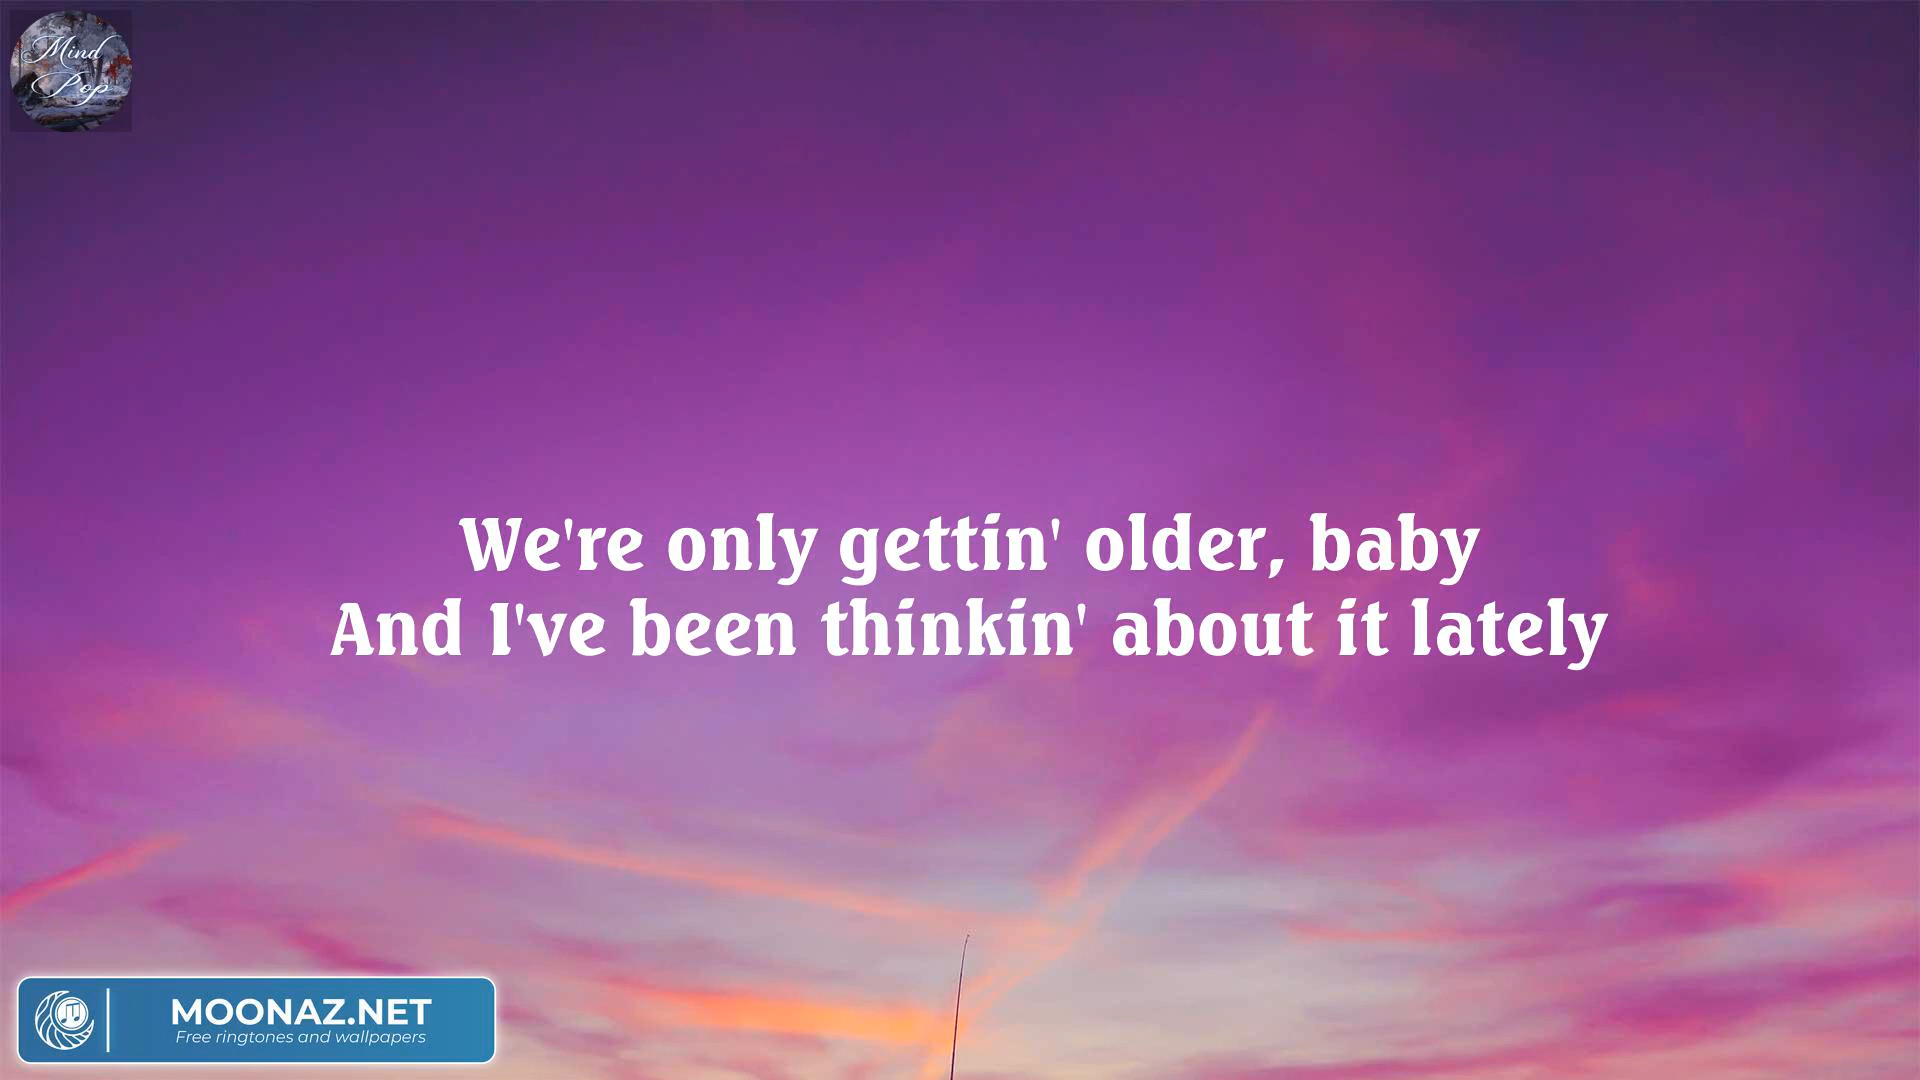 Mind
Pop
We're only gettin' older, baby
And I've been thinkin' about it lately
MOONAZ.NET
Free ringtones and wallpapers